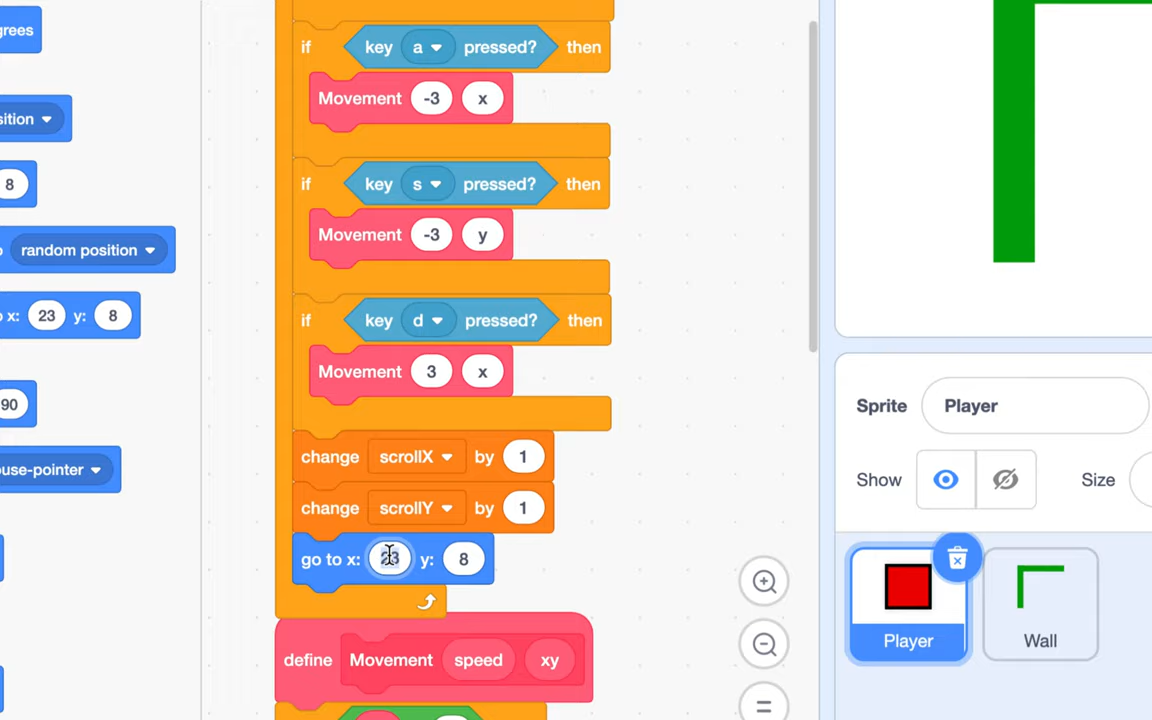 grees
sition
8
random position
x: 23 y: 8
90
ouse-pointer
if key a pressed? then
Movement -3 x
if key s pressed? then
Movement -3 y
if key d pressed? then
Movement 3 x
change scrollX by 1
change scrollY by 1
go to x: 23 y: 8
define Movement speed xy
Sprite Player
Show Size
Player Wall